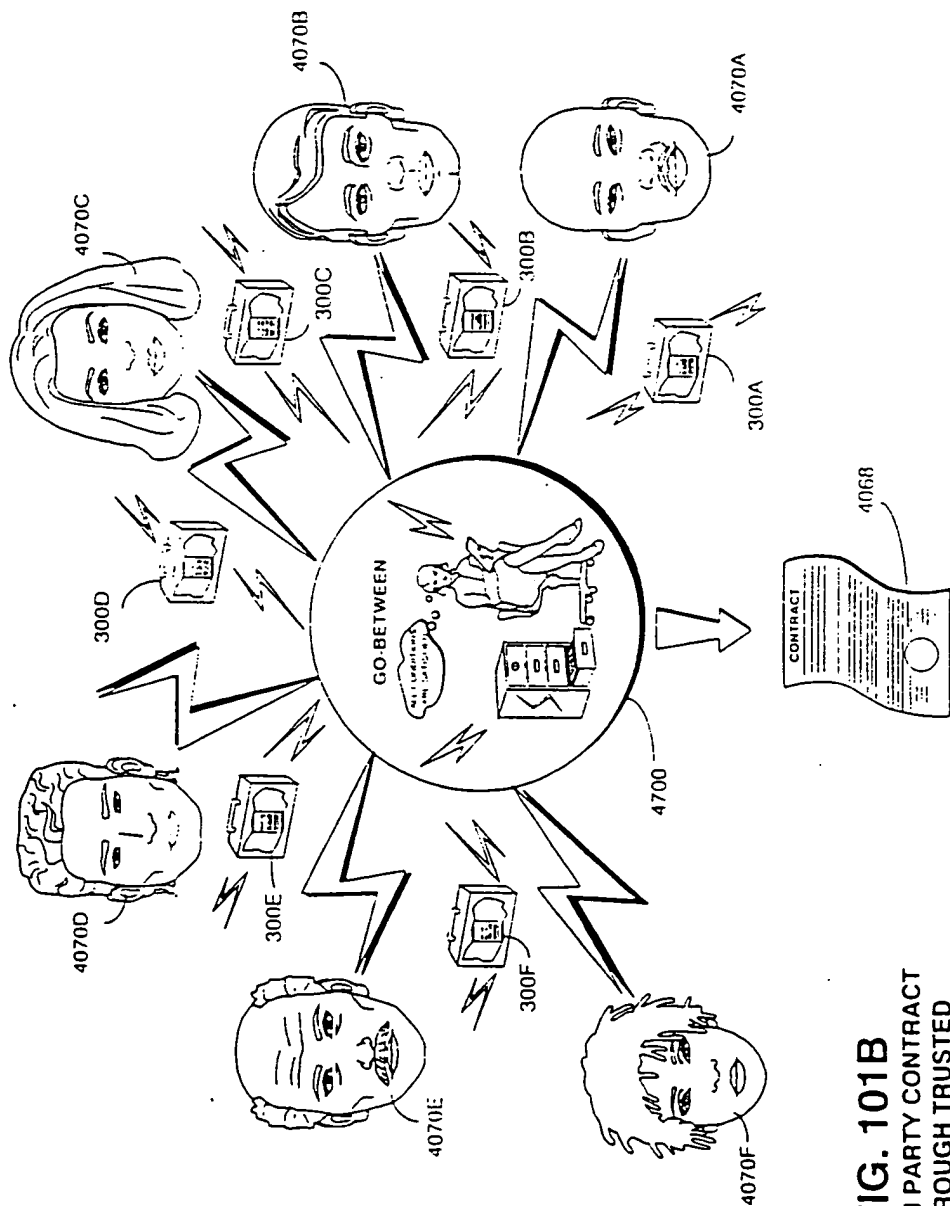 4070C
4070B
4070D
300D
300C
300E
300B
4070A
4070E
GO-BETWEEN
300F
300A
4700
4070F
CONTRACT
4068
IG. 101B
PARTY CONTRACT
ROUGH TRUSTED